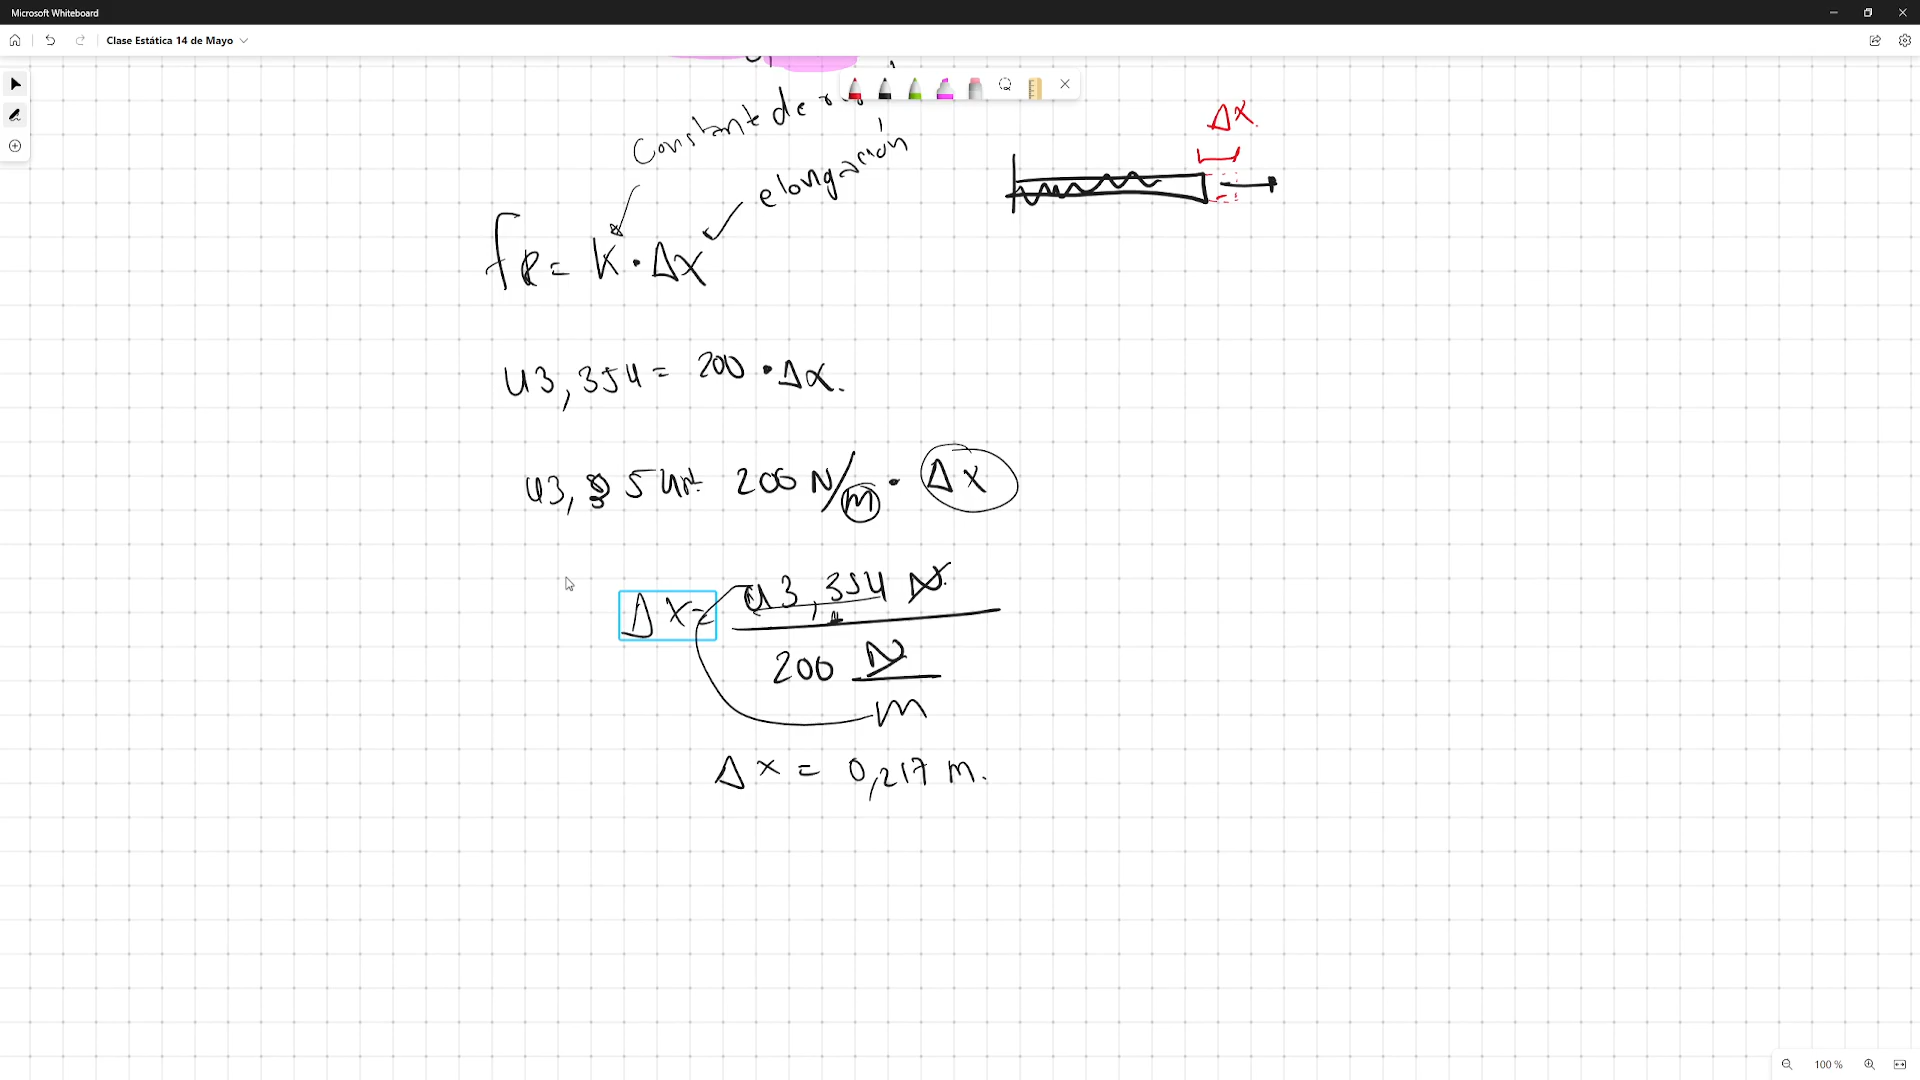 Microsoft Whiteboard
Clase Estática 14 de Mayo
Constante de
elongación
Δx.
fe = K · Δx
43,354 = 200 · Δx.
43,354N = 200 N/m · Δx
Δx = 43,354 N
200 N
m
Δx = 0,217 m.
100 %